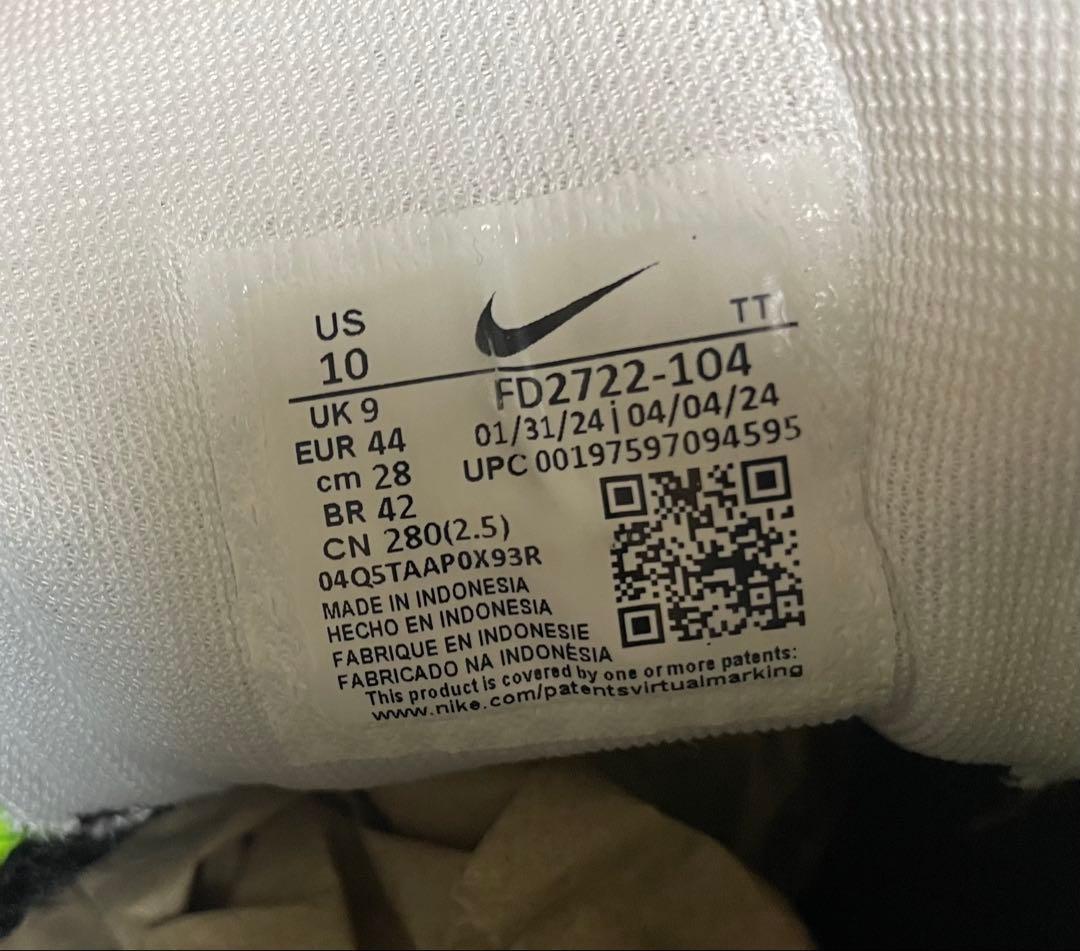 US
10
TT
UK 9
EUR 44
cm 28
BR 42
CN 280(2.5)
04Q5TAAP0X93R
FD2722-104
01/31/24 | 04/04/24
UPC 00197597094595
MADE IN INDONESIA
HECHO EN INDONESIA
FABRIQUE EN INDONESIE
FABRICADO NA INDONÉSIA
This product is covered by one or more patents:
www.nike.com/patentsvirtualmarking